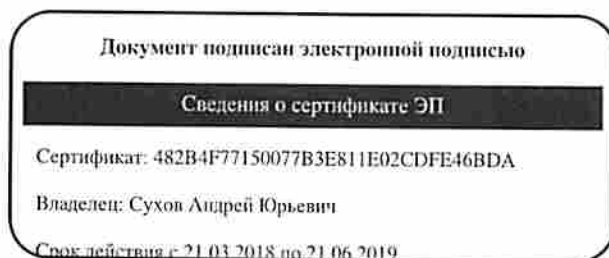 Документ подписан электронной подписью
Сведения о сертификате ЭП
Сертификат: 482B4F77150077B3E811E02CDFE46BDA
Владелец: Сухов Андрей Юрьевич
Срок действия с 21.03.2018 по 21.06.2019